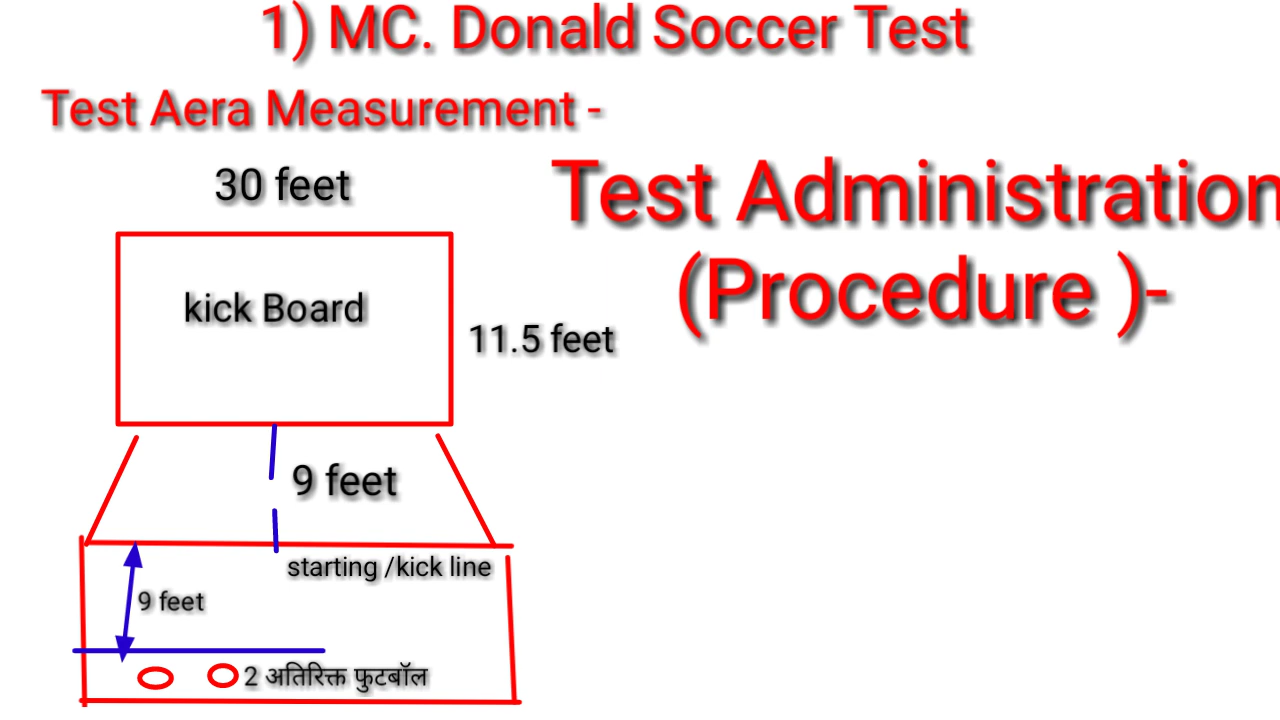 1) MC. Donald Soccer Test
Test Aera Measurement -
30 feet
Test Administration
(Procedure )-
kick Board
11.5 feet
9 feet
starting /kick line
9 feet
2 अतिरिक्त फुटबॉल